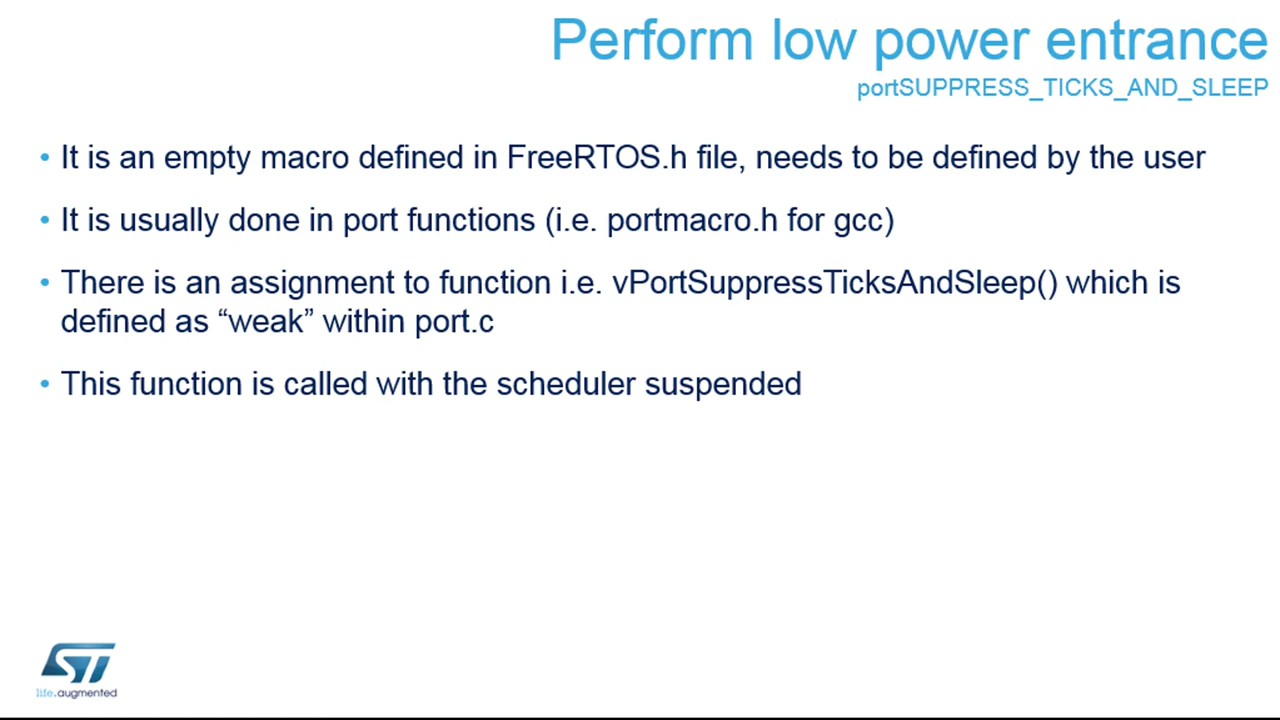 Perform low power entrance
portSUPPRESS_TICKS_AND_SLEEP
• It is an empty macro defined in FreeRTOS.h file, needs to be defined by the user
• It is usually done in port functions (i.e. portmacro.h for gcc)
• There is an assignment to function i.e. vPortSuppressTicksAndSleep() which is
defined as “weak” within port.c
• This function is called with the scheduler suspended
ST
life.augmented